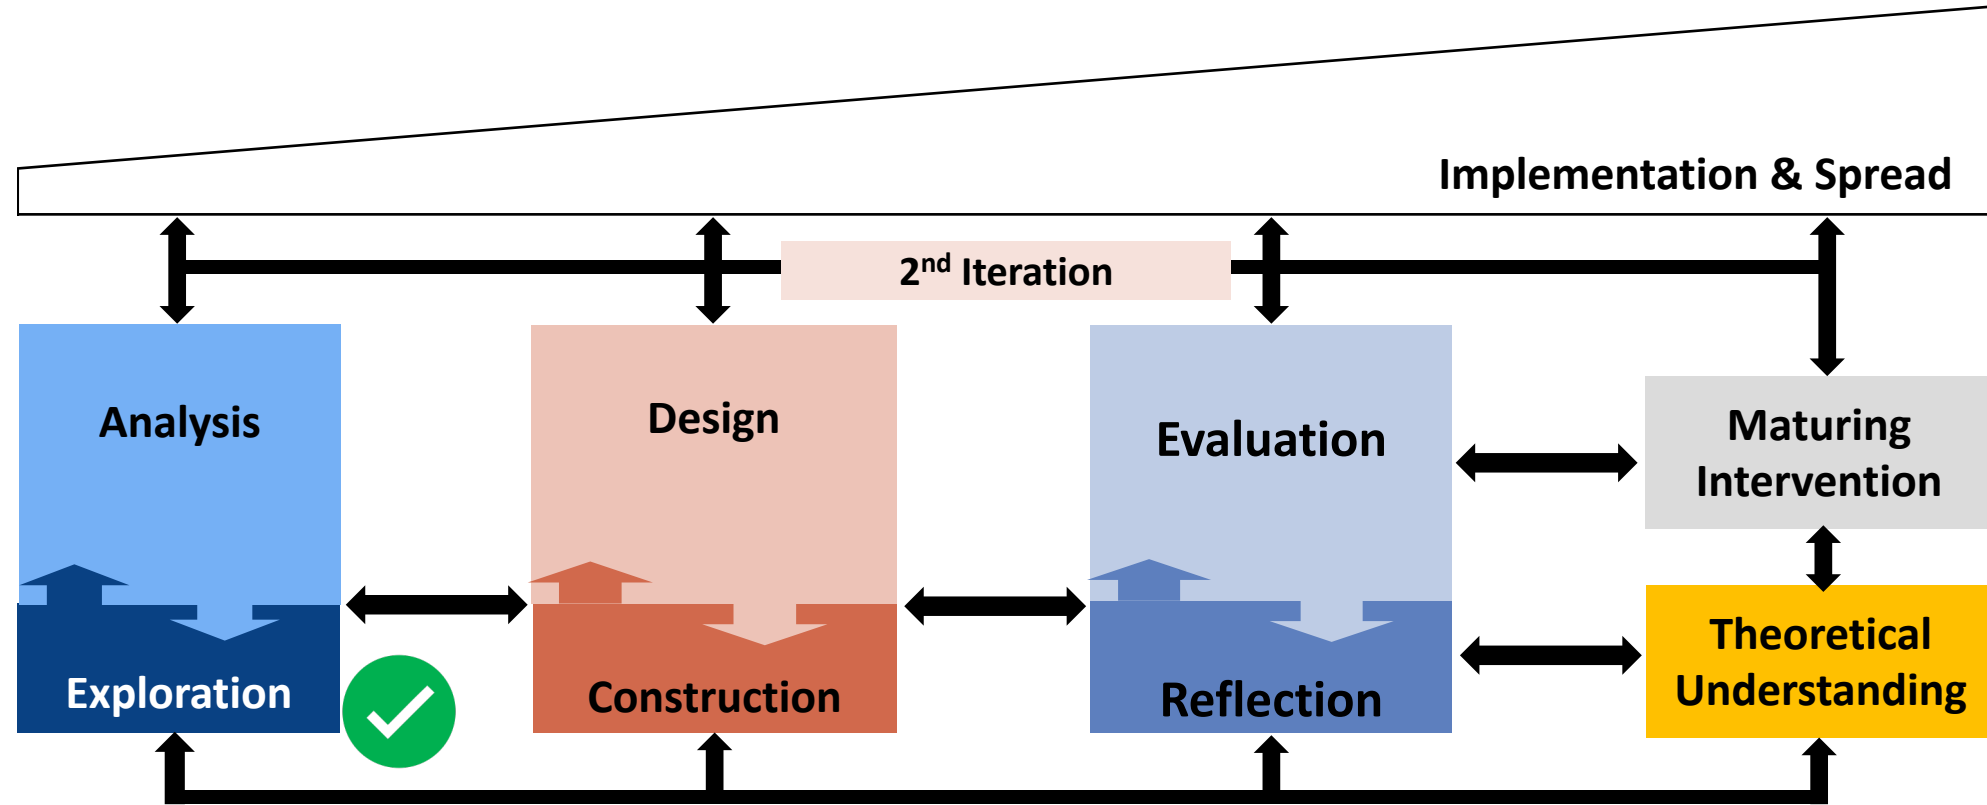 Implementation & Spread
2nd Iteration
Analysis
Exploration
Design
Construction
Evaluation
Reflection
Maturing
Intervention
Theoretical
Understanding